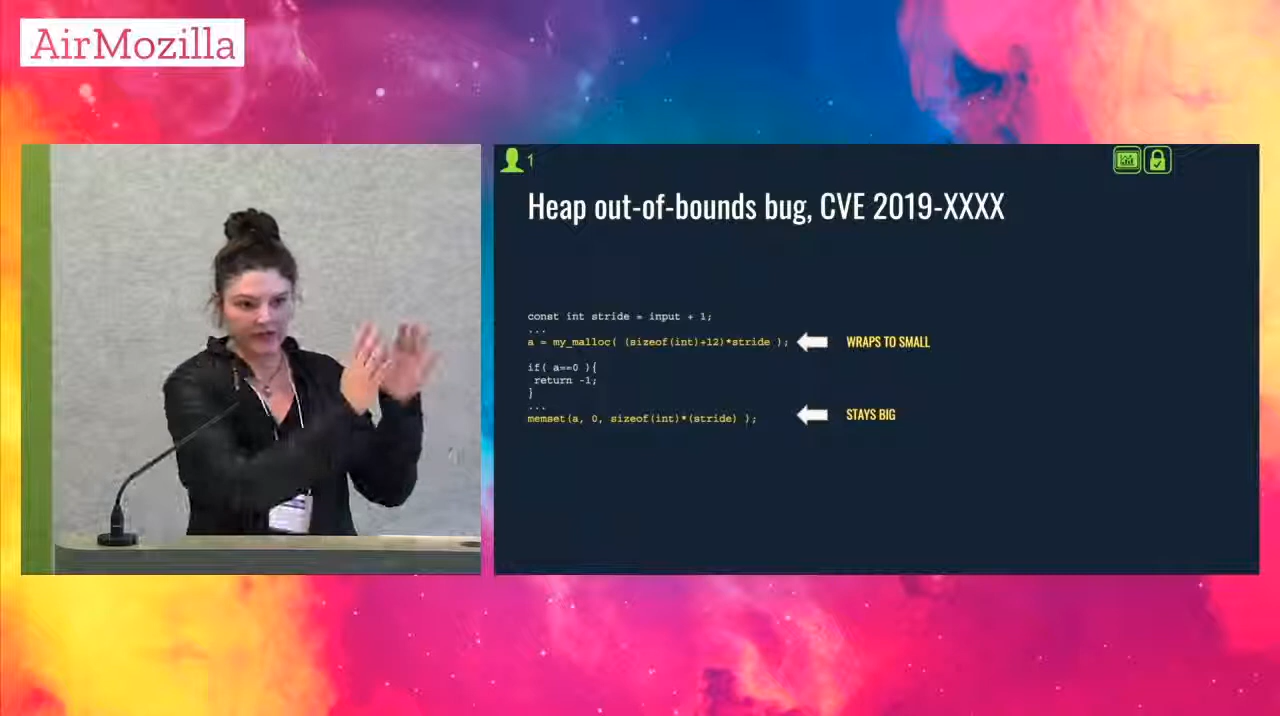 AirMozilla
1
Heap out-of-bounds bug, CVE 2019-XXXX
const int stride = input + 1;
...
a = my_malloc( (sizeof(int)+12)*stride );
WRAPS TO SMALL
if( a==0 ){
return -1;
}
...
memset(a, 0, sizeof(int)*(stride) );
STAYS BIG